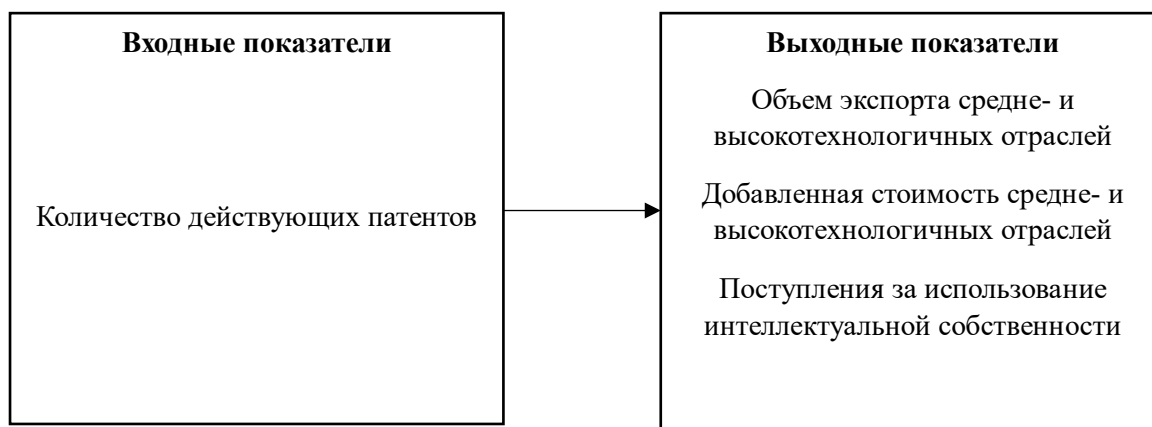 Входные показатели
Количество действующих патентов
Выходные показатели
Объем экспорта средне- и
высокотехнологичных отраслей
Добавленная стоимость средне- и
высокотехнологичных отраслей
Поступления за использование
интеллектуальной собственности